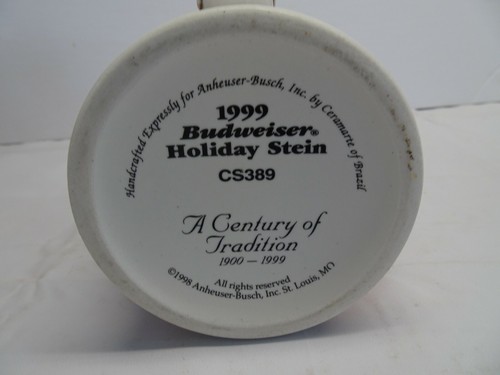 Handcrafted Expressly for Anheuser-Busch, Inc. by Ceramarte of Brazil
1999
Budweiser®
Holiday Stein
CS389
A Century of
Tradition
1900 — 1999
All rights reserved
©1998 Anheuser-Busch, Inc. St. Louis, MO